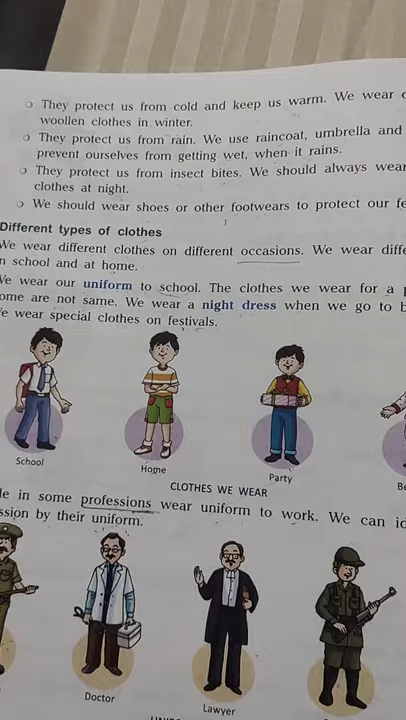 They protect us from cold and keep us warm. We wear
woollen clothes in winter.
They protect us from rain. We use raincoat, umbrella and
prevent ourselves from getting wet, when it rains.
They protect us from insect bites. We should always wear
clothes at night.
We should wear shoes or other footwears to protect our fe
Different types of clothes
We wear different clothes on different occasions. We wear diffe
n school and at home.
We wear our uniform to school. The clothes we wear for a p
ome are not same. We wear a night dress when we go to b
e wear special clothes on festivals.
School
Home
Party
Be
CLOTHES WE WEAR
le in some professions wear uniform to work. We can ic
ssion by their uniform.
Doctor
Lawyer